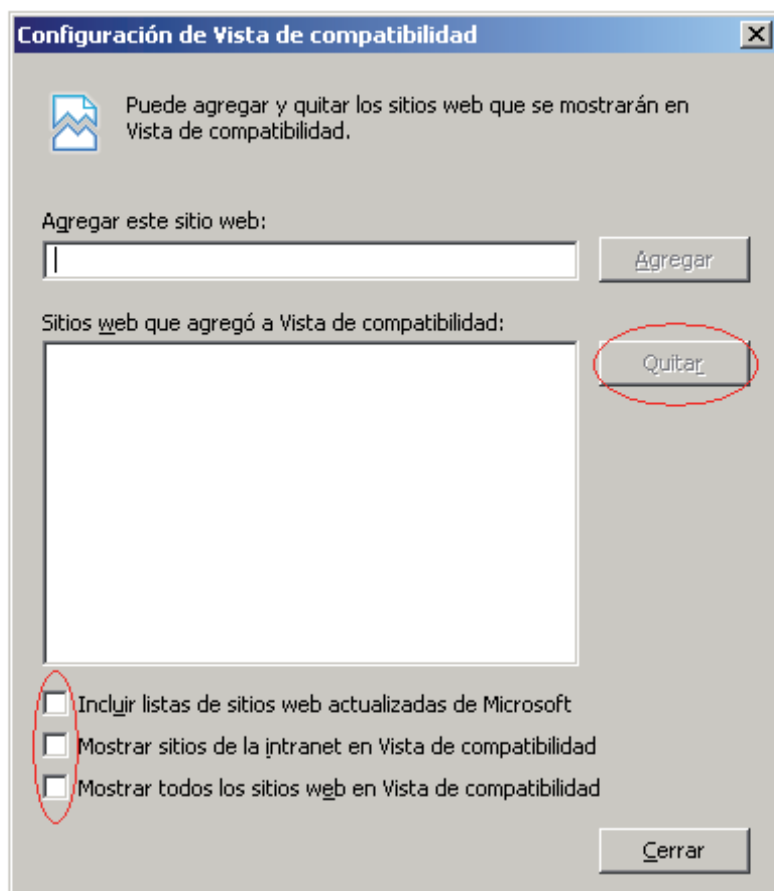 Configuración de Vista de compatibilidad
Puede agregar y quitar los sitios web que se mostrarán en
Vista de compatibilidad.
Agregar este sitio web:
Agregar
Sitios web que agregó a Vista de compatibilidad:
Quitar
Incluir listas de sitios web actualizadas de Microsoft
Mostrar sitios de la intranet en Vista de compatibilidad
Mostrar todos los sitios web en Vista de compatibilidad
Cerrar